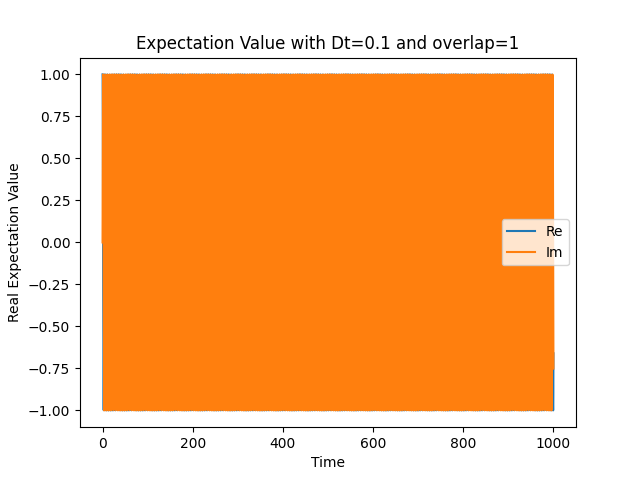 Expectation Value with Dt=0.1 and overlap=1
1.00
0.75
0.50
0.25
0.00
−0.25
−0.50
−0.75
−1.00
Real Expectation Value
Re
Im
0 200 400 600 800 1000
Time